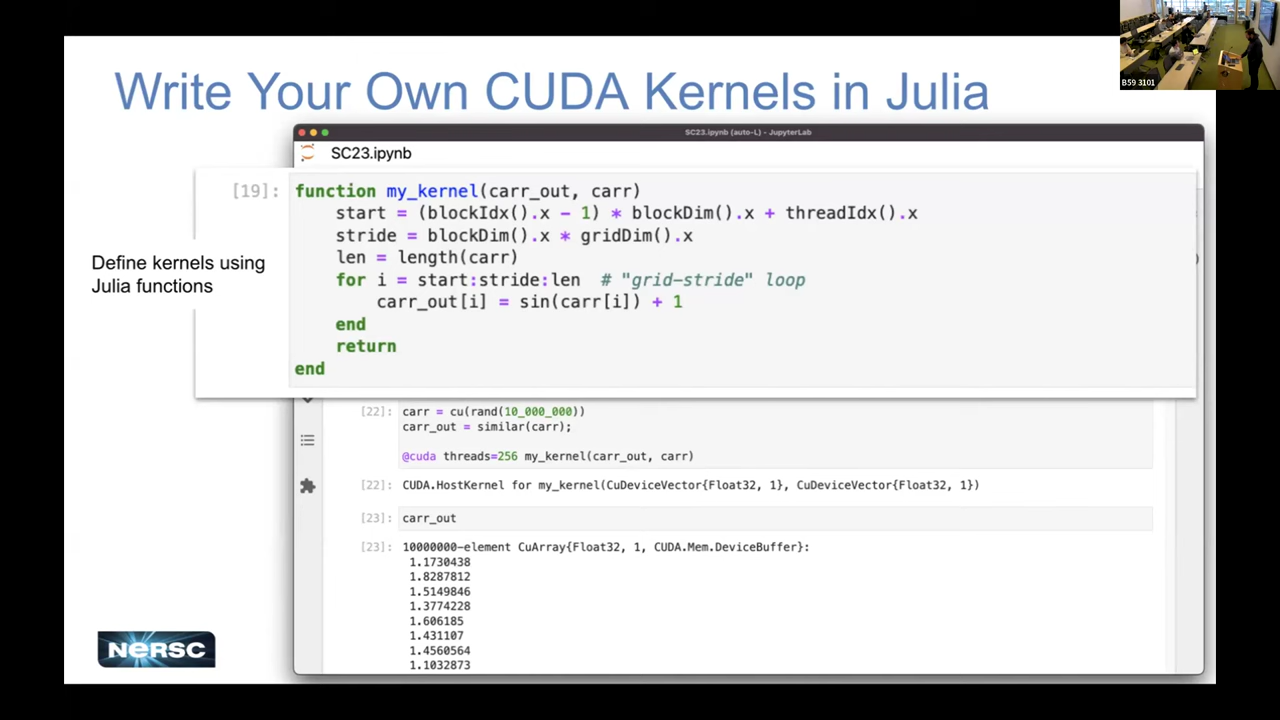 B59 3101
Write Your Own CUDA Kernels in Julia
SC23.ipynb (auto-L) - JupyterLab
SC23.ipynb
Define kernels using
Julia functions
[19]:
function my_kernel(carr_out, carr)
    start = (blockIdx().x - 1) * blockDim().x + threadIdx().x
    stride = blockDim().x * gridDim().x
    len = length(carr)
    for i = start:stride:len  # "grid-stride" loop
        carr_out[i] = sin(carr[i]) + 1
    end
    return
end
[22]: carr = cu(rand(10_000_000))
carr_out = similar(carr);
@cuda threads=256 my_kernel(carr_out, carr)
[22]: CUDA.HostKernel for my_kernel(CuDeviceVector{Float32, 1}, CuDeviceVector{Float32, 1})
[23]: carr_out
[23]: 10000000-element CuArray{Float32, 1, CUDA.Mem.DeviceBuffer}:
1.1730438
1.8287812
1.5149846
1.3774228
1.606185
1.431107
1.4560564
1.1032873
NERSC